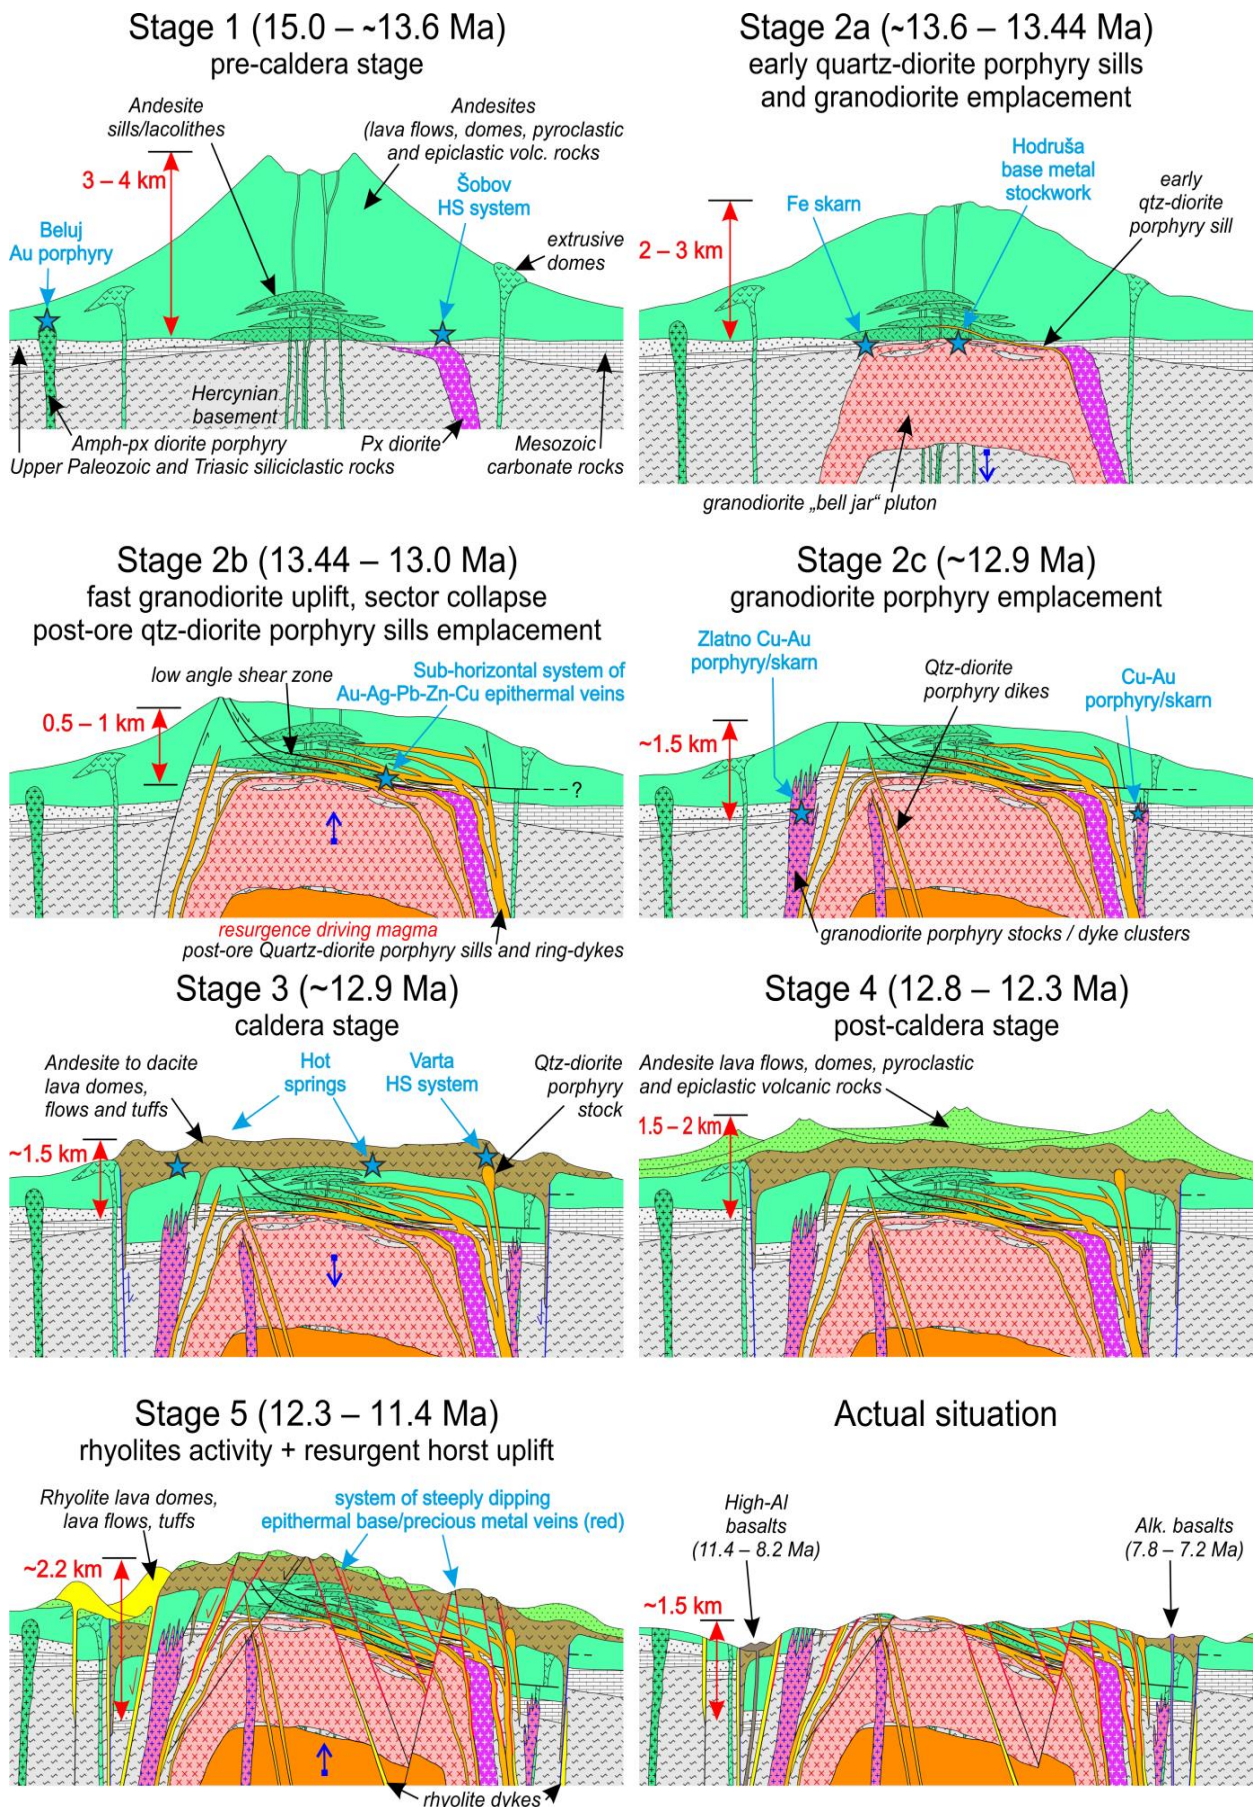 Stage 1 (15.0 – ~13.6 Ma)
pre-caldera stage
Andesite
sills/lacolithes
Andesites
(lava flows, domes, pyroclastic
and epiclastic volc. rocks
3 – 4 km
Šobov
HS system
Beluj
Au porphyry
extrusive
domes
Hercynian
basement
Amph-px diorite porphyry
Px diorite
Mesozoic
carbonate rocks
Upper Paleozoic and Triasic siliciclastic rocks
Stage 2a (~13.6 – 13.44 Ma)
early quartz-diorite porphyry sills
and granodiorite emplacement
Hodruša
base metal
stockwork
Fe skarn
early
qtz-diorite
porphyry sill
2 – 3 km
granodiorite „bell jar“ pluton
Stage 2b (13.44 – 13.0 Ma)
fast granodiorite uplift, sector collapse
post-ore qtz-diorite porphyry sills emplacement
low angle shear zone
Sub-horizontal system of
Au-Ag-Pb-Zn-Cu epithermal veins
0.5 – 1 km
?
resurgence driving magma
post-ore Quartz-diorite porphyry sills and ring-dykes
Stage 2c (~12.9 Ma)
granodiorite porphyry emplacement
Zlatno Cu-Au
porphyry/skarn
Qtz-diorite
porphyry dikes
Cu-Au
porphyry/skarn
~1.5 km
granodiorite porphyry stocks / dyke clusters
Stage 3 (~12.9 Ma)
caldera stage
Andesite to dacite
lava domes,
flows and tuffs
Hot
springs
Varta
HS system
Qtz-diorite
porphyry
stock
~1.5 km
Stage 4 (12.8 – 12.3 Ma)
post-caldera stage
Andesite lava flows, domes, pyroclastic
and epiclastic volcanic rocks
1.5 – 2 km
Stage 5 (12.3 – 11.4 Ma)
rhyolites activity + resurgent horst uplift
Rhyolite lava domes,
lava flows, tuffs
system of steeply dipping
epithermal base/precious metal veins (red)
~2.2 km
rhyolite dykes
Actual situation
High-Al
basalts
(11.4 – 8.2 Ma)
Alk. basalts
(7.8 – 7.2 Ma)
~1.5 km